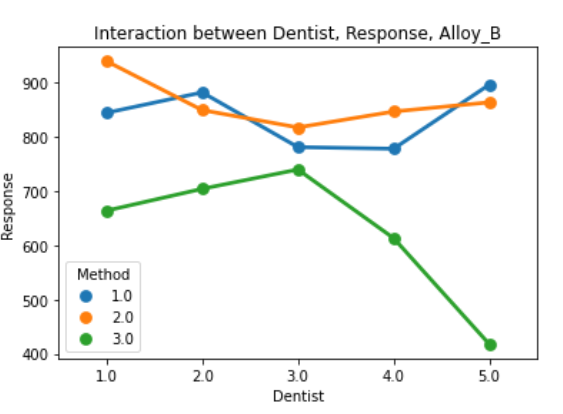 Interaction between Dentist, Response, Alloy_B
900
800
700
600
500
400
Response
Method
1.0
2.0
3.0
1.0 2.0 3.0 4.0 5.0
Dentist